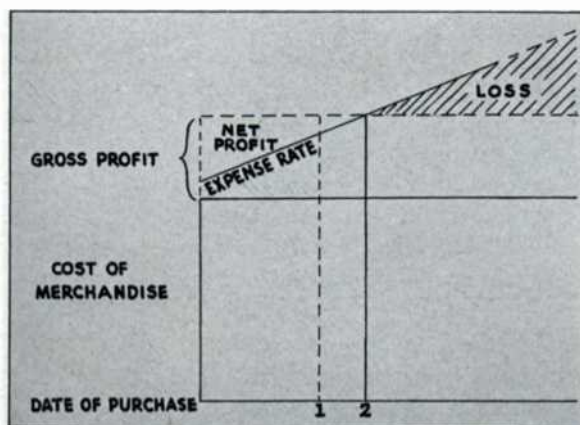 LOSS
NET
PROFIT
GROSS PROFIT
EXPENSE RATE
COST OF
MERCHANDISE
DATE OF PURCHASE
1
2